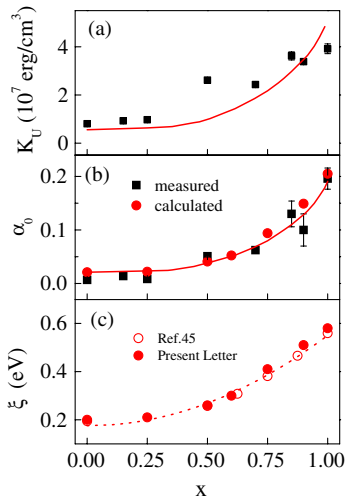 (a)
4
2
0
K_U (10^7 erg/cm^3)
(b)
0.2
0.1
0.0
α_0
measured
calculated
(c)
Ref.45
Present Letter
0.6
0.4
0.2
ξ (eV)
0.00 0.25 0.50 0.75 1.00
x